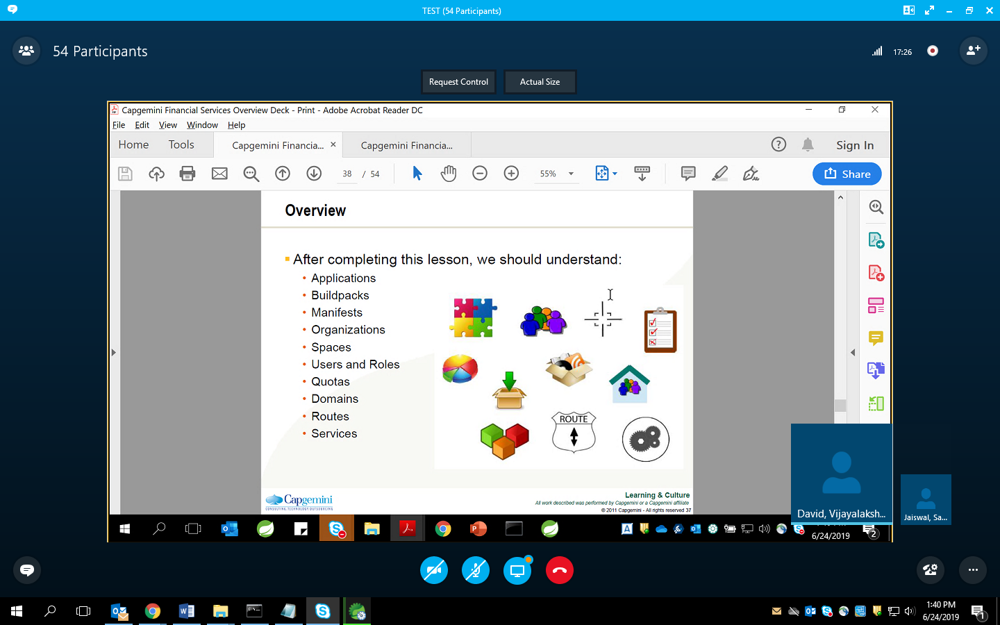 TEST (54 Participants)
54 Participants
17:26
Request Control
Actual Size
Capgemini Financial Services Overview Deck - Print - Adobe Acrobat Reader DC
File Edit View Window Help
Home Tools Capgemini Financia... × Capgemini Financia... Sign In
38 / 54 55% Share
Overview
After completing this lesson, we should understand:
• Applications
• Buildpacks
• Manifests
• Organizations
• Spaces
• Users and Roles
• Quotas
• Domains
• Routes
• Services
ROUTE
Capgemini
CONSULTING.TECHNOLOGY.OUTSOURCING
Learning & Culture
All work described was performed by Capgemini or a Capgemini affiliate
© 2011 Capgemini - All rights reserved 37
David, Vijayalaksh...
Jaiswal, Sa...
6/24/2019
2
1:40 PM
6/24/2019
1